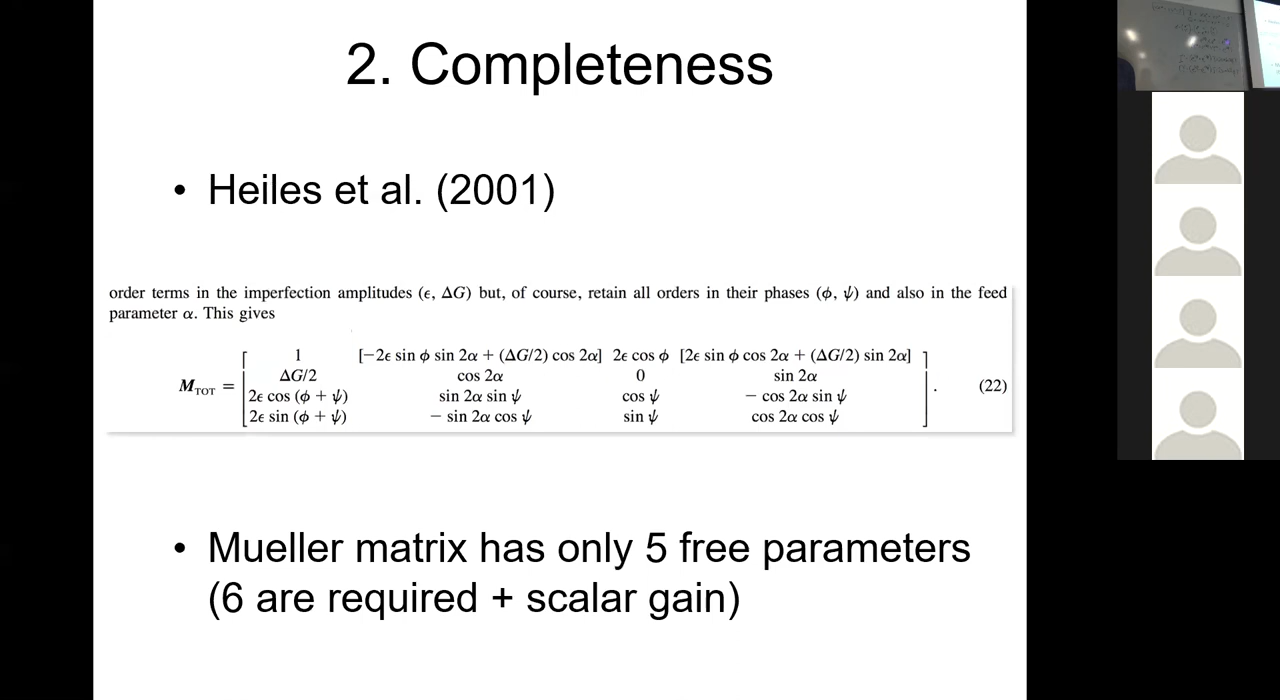 2. Completeness
• Heiles et al. (2001)
order terms in the imperfection amplitudes (ϵ, ΔG) but, of course, retain all orders in their phases (ϕ, ψ) and also in the feed
parameter α. This gives
1 [−2ϵ sin ϕ sin 2α + (ΔG/2) cos 2α] 2ϵ cos ϕ [2ϵ sin ϕ cos 2α + (ΔG/2) sin 2α]
ΔG/2 cos 2α 0 sin 2α
M_TOT = . (22)
2ϵ cos (ϕ + ψ) sin 2α sin ψ cos ψ − cos 2α sin ψ
2ϵ sin (ϕ + ψ) − sin 2α cos ψ sin ψ cos 2α cos ψ
• Mueller matrix has only 5 free parameters
(6 are required + scalar gain)